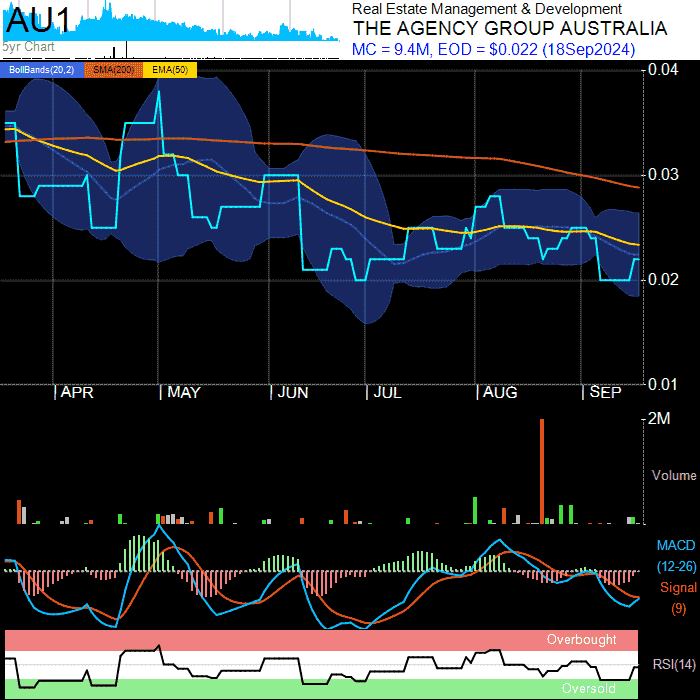 AU1
5yr Chart
Real Estate Management & Development
THE AGENCY GROUP AUSTRALIA
MC = 9.4M, EOD = $0.022 (18Sep2024)
BollBands(20,2) SMA(200) EMA(50)
0.04
0.03
0.02
0.01
APR MAY JUN JUL AUG SEP
2M
Volume
MACD
(12-26)
Signal
(9)
Overbought
RSI(14)
Oversold